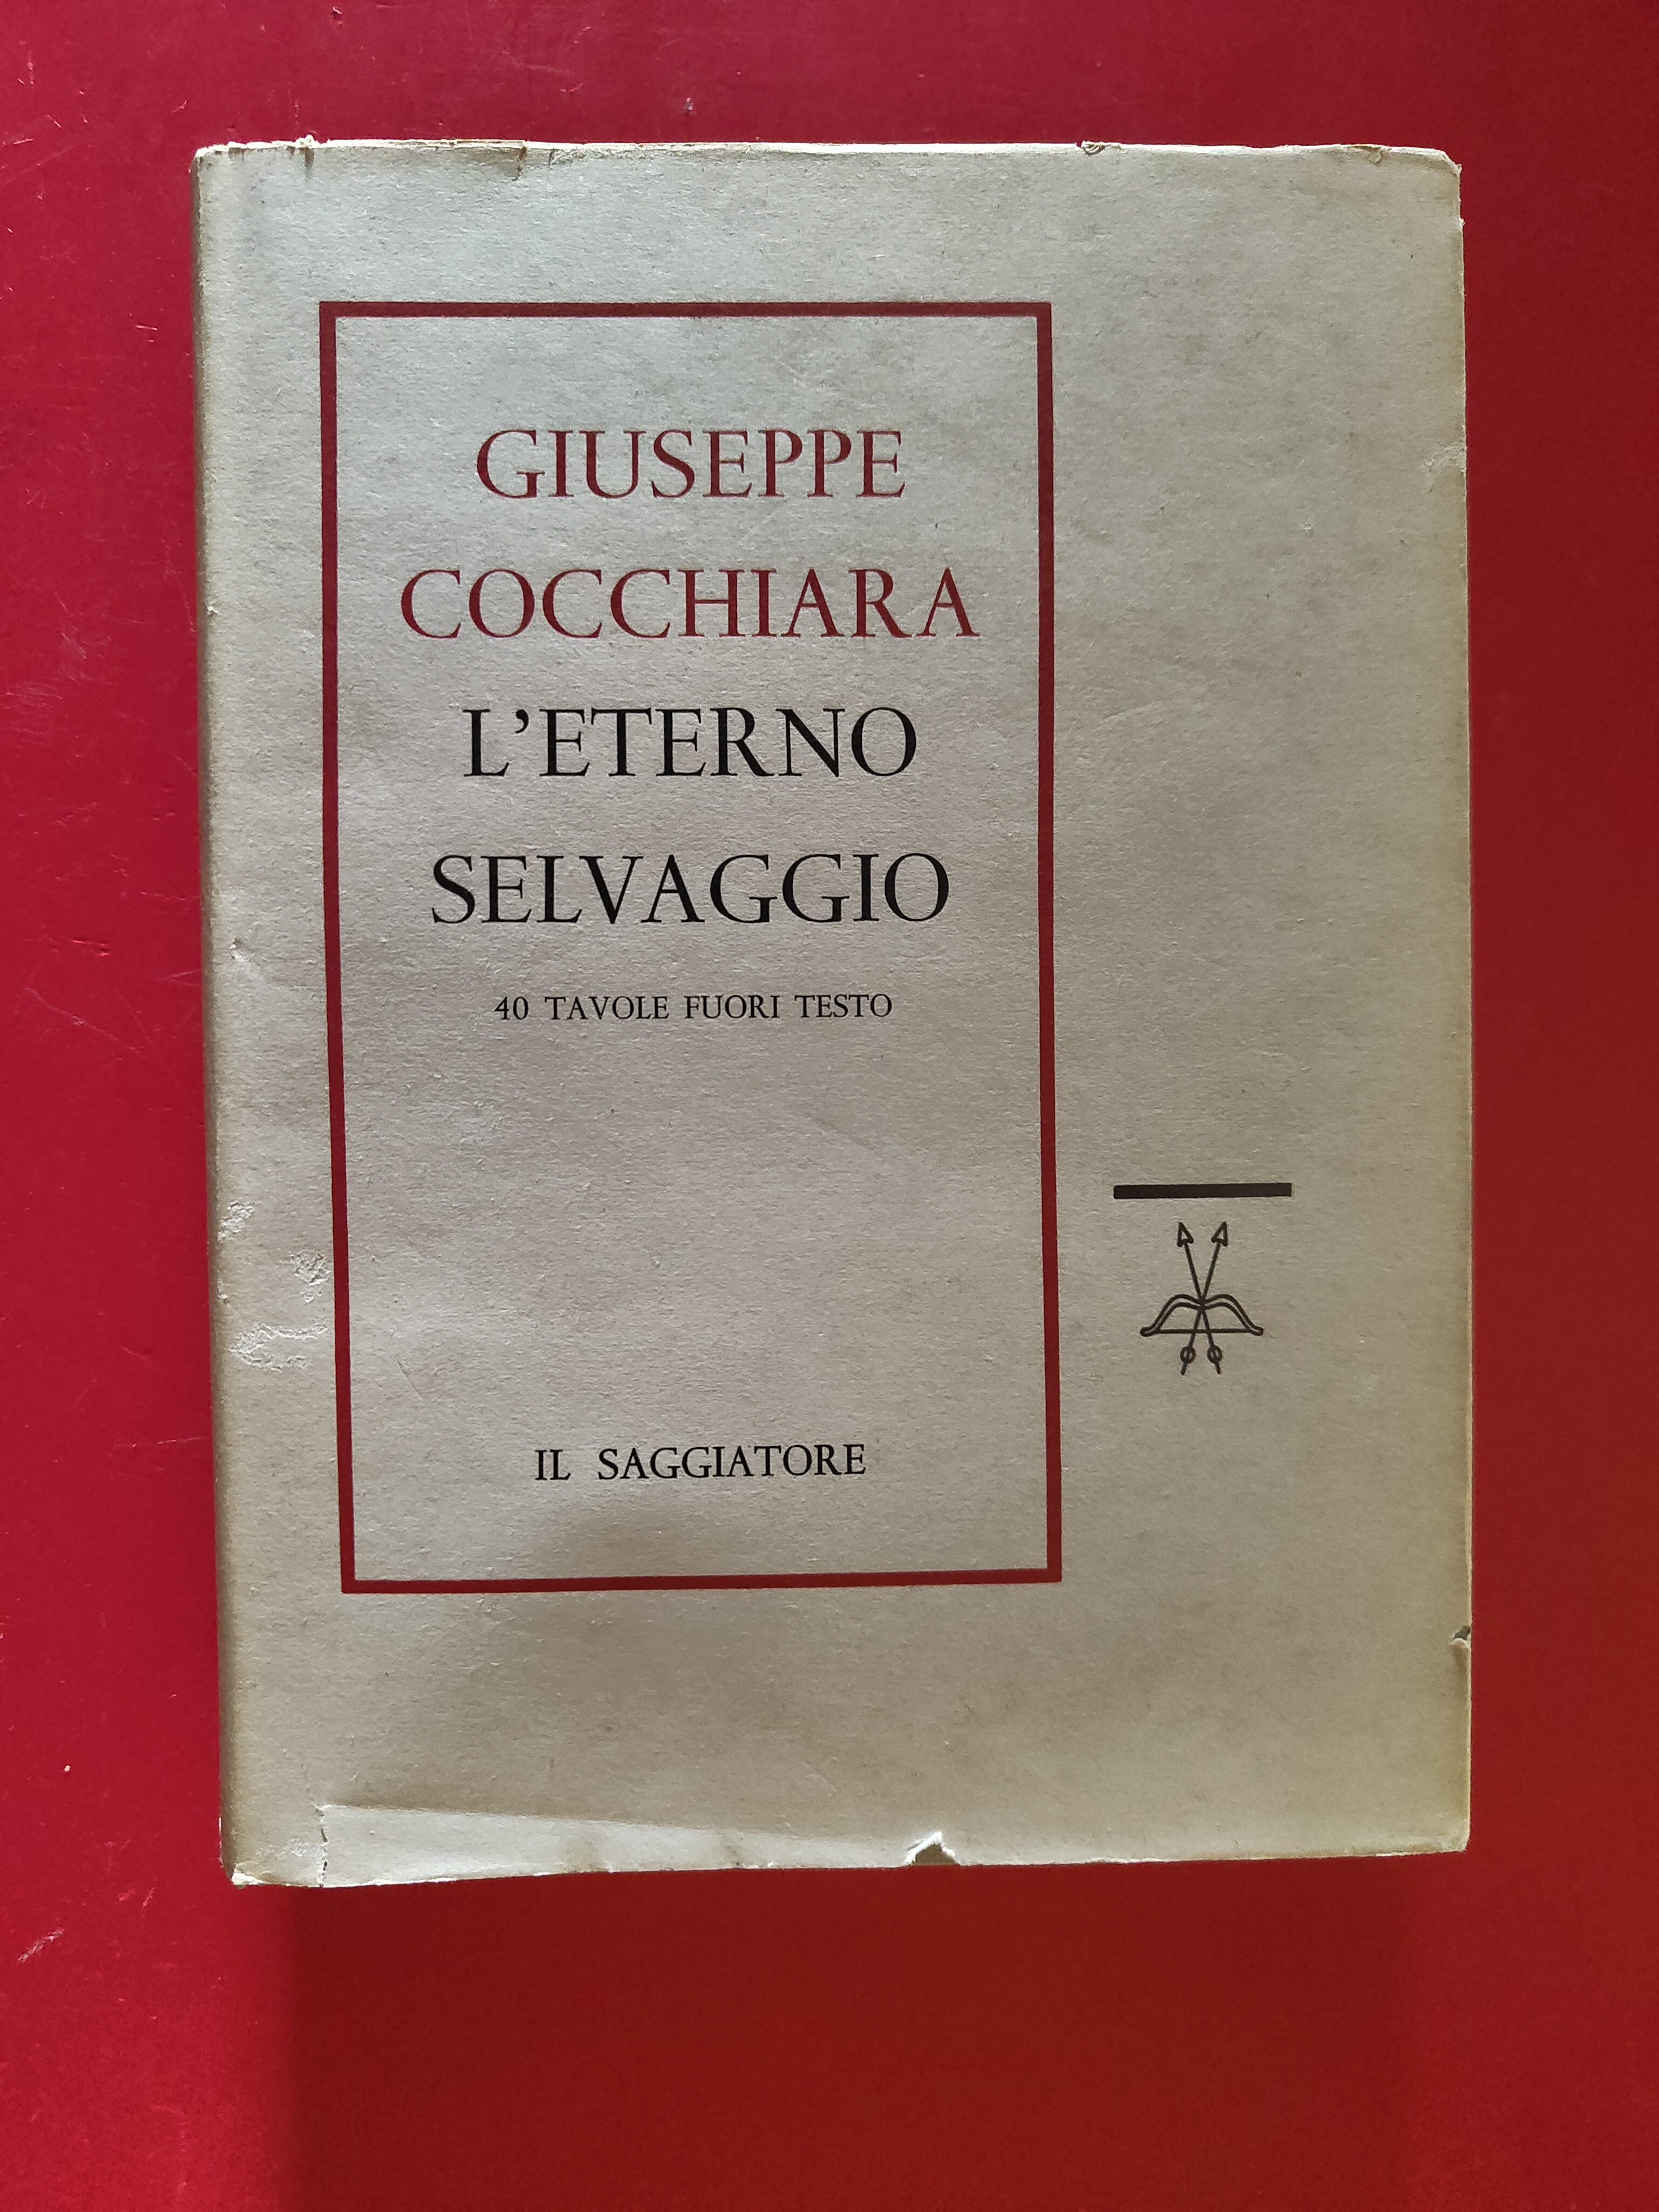 GIUSEPPE
COCCHIARA
L'ETERNO
SELVAGGIO
40 TAVOLE FUORI TESTO
IL SAGGIATORE